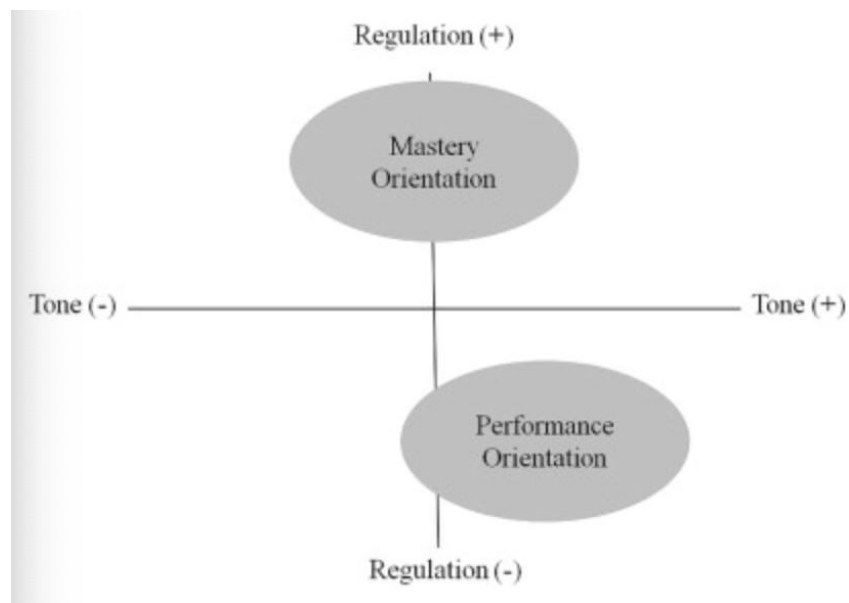 Regulation (+)
Mastery
Orientation
Tone (-)
Tone (+)
Performance
Orientation
Regulation (-)